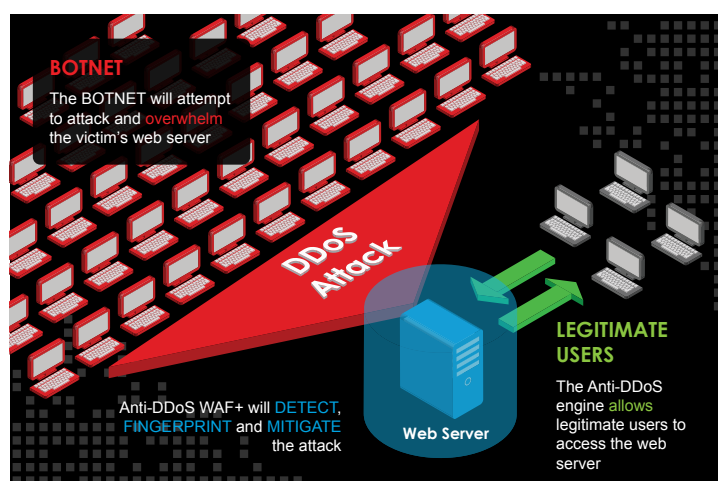 BOTNET
The BOTNET will attempt
to attack and overwhelm
the victim's web server
DDoS
Attack
LEGITIMATE
USERS
The Anti-DDoS
engine allows
legitimate users to
access the web
server
Anti-DDoS WAF+ will DETECT,
FINGERPRINT and MITIGATE
the attack
Web Server